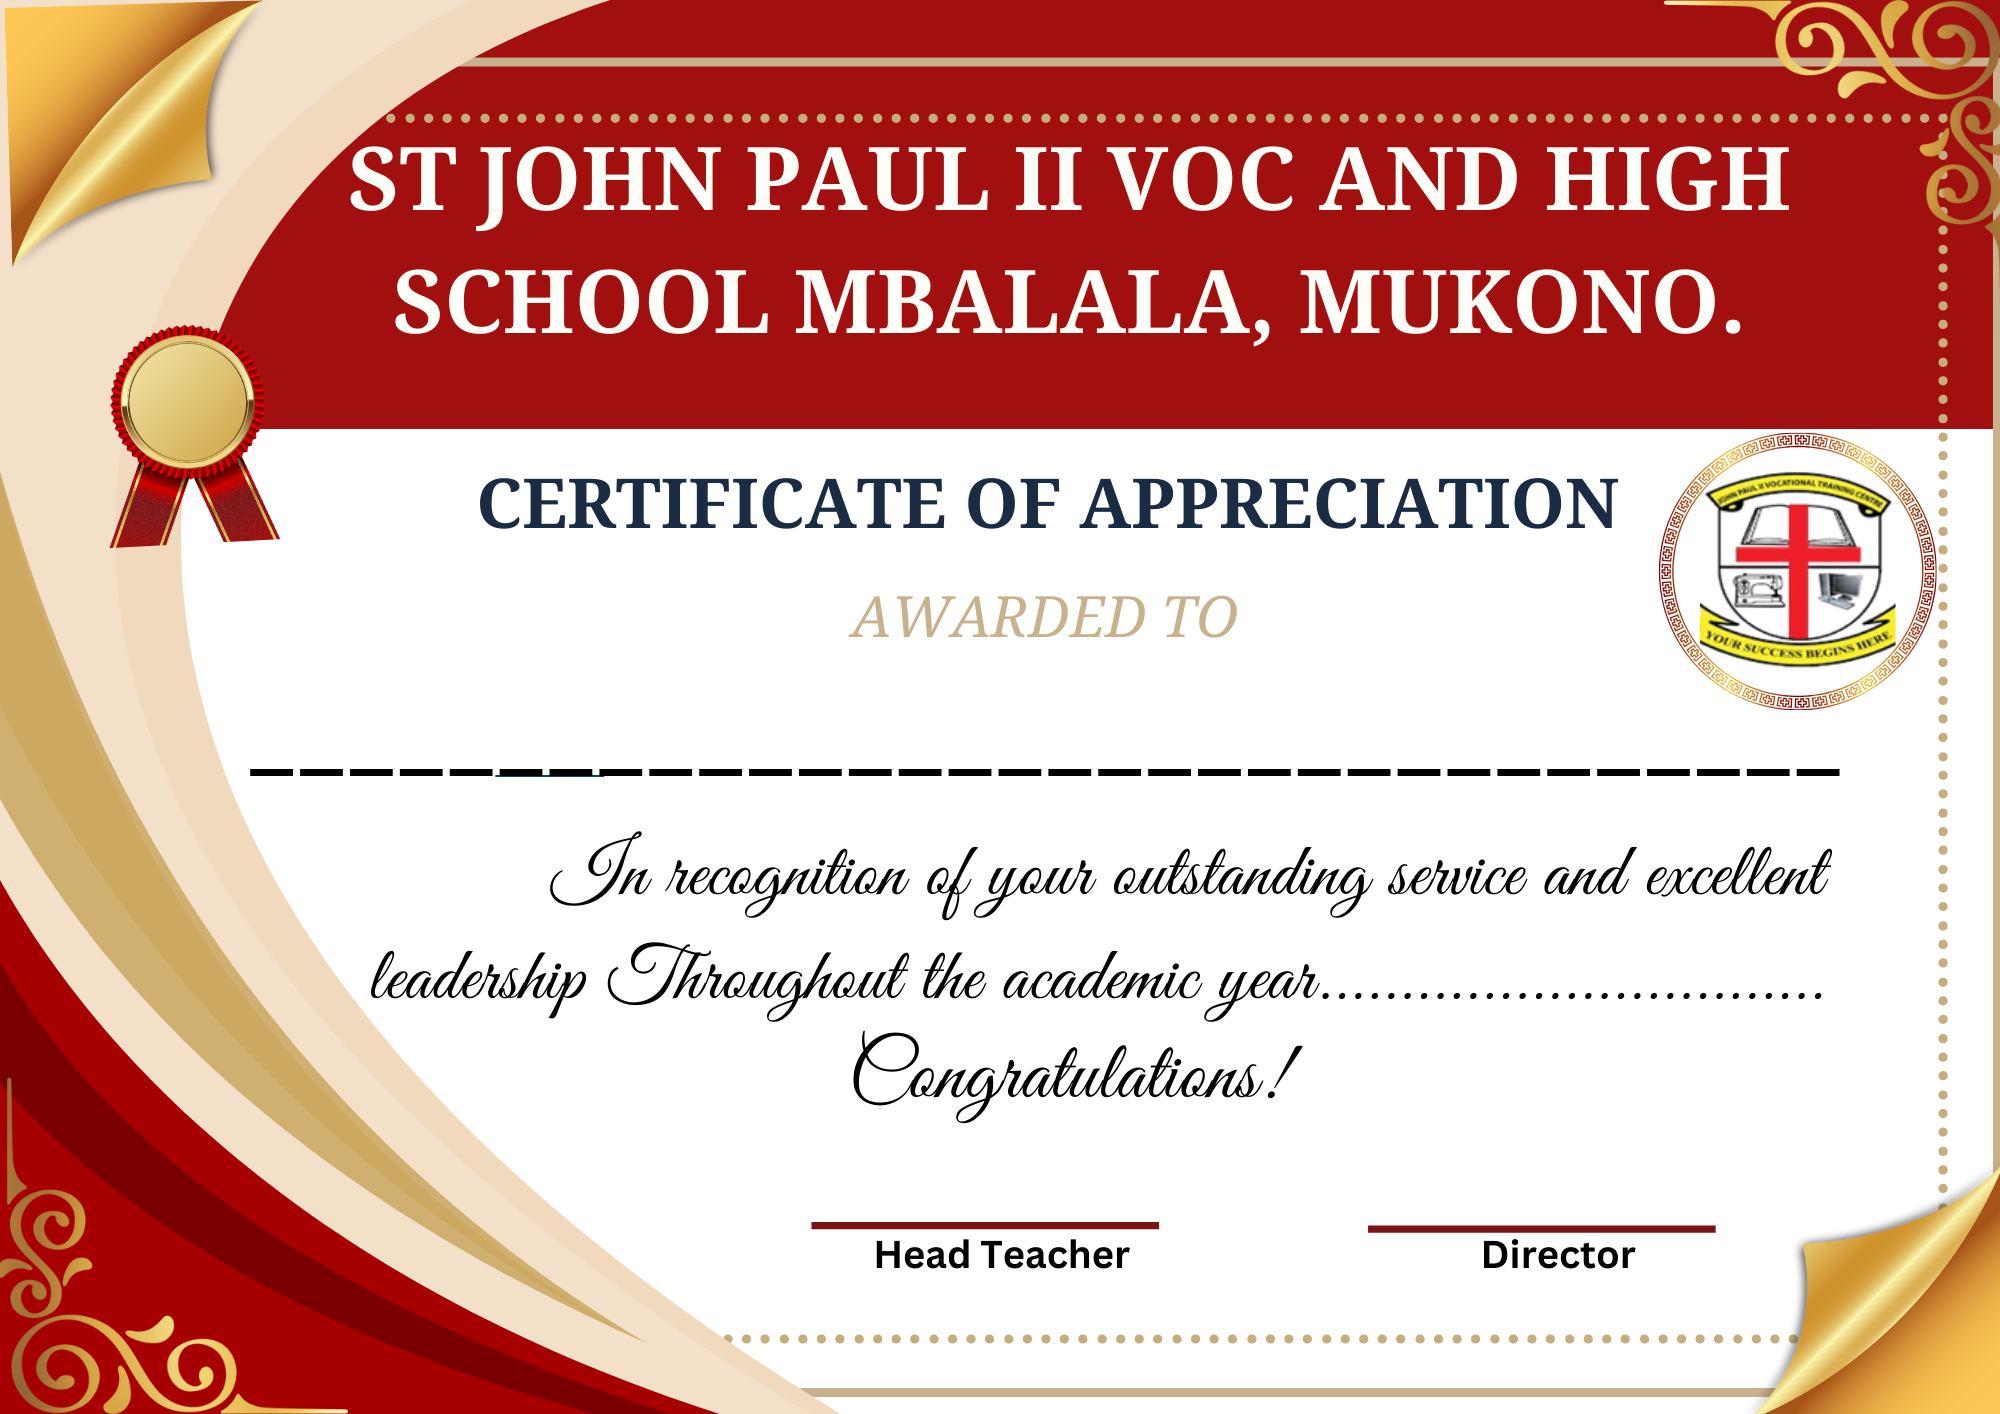 ST JOHN PAUL II VOC AND HIGH
SCHOOL MBALALA, MUKONO.
CERTIFICATE OF APPRECIATION
JOHN PAUL II VOCATIONAL TRAINING CENTRE
YOUR SUCCESS BEGINS HERE
AWARDED TO
In recognition of your outstanding service and excellent
leadership Throughout the academic year...............................
Congratulations!
Head Teacher
Director